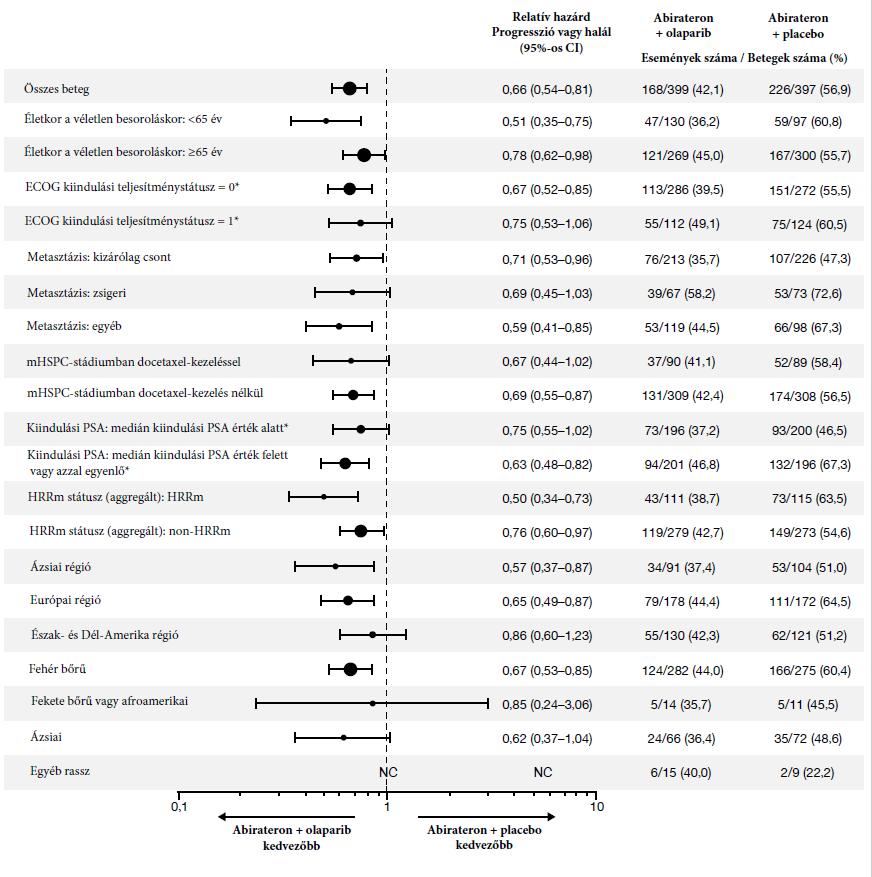 Relatív hazárd
Progresszió vagy halál
(95%-os CI)
Abirateron
+ olaparib
Abirateron
+ placebo
Események száma / Betegek száma (%)
Összes beteg 0,66 (0,54–0,81) 168/399 (42,1) 226/397 (56,9)
Életkor a véletlen besoroláskor: <65 év 0,51 (0,35–0,75) 47/130 (36,2) 59/97 (60,8)
Életkor a véletlen besoroláskor: ≥65 év 0,78 (0,62–0,98) 121/269 (45,0) 167/300 (55,7)
ECOG kiindulási teljesítménystátusz = 0* 0,67 (0,52–0,85) 113/286 (39,5) 151/272 (55,5)
ECOG kiindulási teljesítménystátusz = 1* 0,75 (0,53–1,06) 55/112 (49,1) 75/124 (60,5)
Metasztázis: kizárólag csont 0,71 (0,53–0,96) 76/213 (35,7) 107/226 (47,3)
Metasztázis: zsigeri 0,69 (0,45–1,03) 39/67 (58,2) 53/73 (72,6)
Metasztázis: egyéb 0,59 (0,41–0,85) 53/119 (44,5) 66/98 (67,3)
mHSPC-stádiumban docetaxel-kezeléssel 0,67 (0,44–1,02) 37/90 (41,1) 52/89 (58,4)
mHSPC-stádiumban docetaxel-kezelés nélkül 0,69 (0,55–0,87) 131/309 (42,4) 174/308 (56,5)
Kiindulási PSA: medián kiindulási PSA érték alatt* 0,75 (0,55–1,02) 73/196 (37,2) 93/200 (46,5)
Kiindulási PSA: medián kiindulási PSA érték felett
vagy azzal egyenlő* 0,63 (0,48–0,82) 94/201 (46,8) 132/196 (67,3)
HRRm státusz (aggregált): HRRm 0,50 (0,34–0,73) 43/111 (38,7) 73/115 (63,5)
HRRm státusz (aggregált): non-HRRm 0,76 (0,60–0,97) 119/279 (42,7) 149/273 (54,6)
Ázsiai régió 0,57 (0,37–0,87) 34/91 (37,4) 53/104 (51,0)
Európai régió 0,65 (0,49–0,87) 79/178 (44,4) 111/172 (64,5)
Észak- és Dél-Amerika régió 0,86 (0,60–1,23) 55/130 (42,3) 62/121 (51,2)
Fehér bőrű 0,67 (0,53–0,85) 124/282 (44,0) 166/275 (60,4)
Fekete bőrű vagy afroamerikai 0,85 (0,24–3,06) 5/14 (35,7) 5/11 (45,5)
Ázsiai 0,62 (0,37–1,04) 24/66 (36,4) 35/72 (48,6)
Egyéb rassz NC NC 6/15 (40,0) 2/9 (22,2)
0,1 1 10
Abirateron + olaparib
kedvezőbb
Abirateron + placebo
kedvezőbb